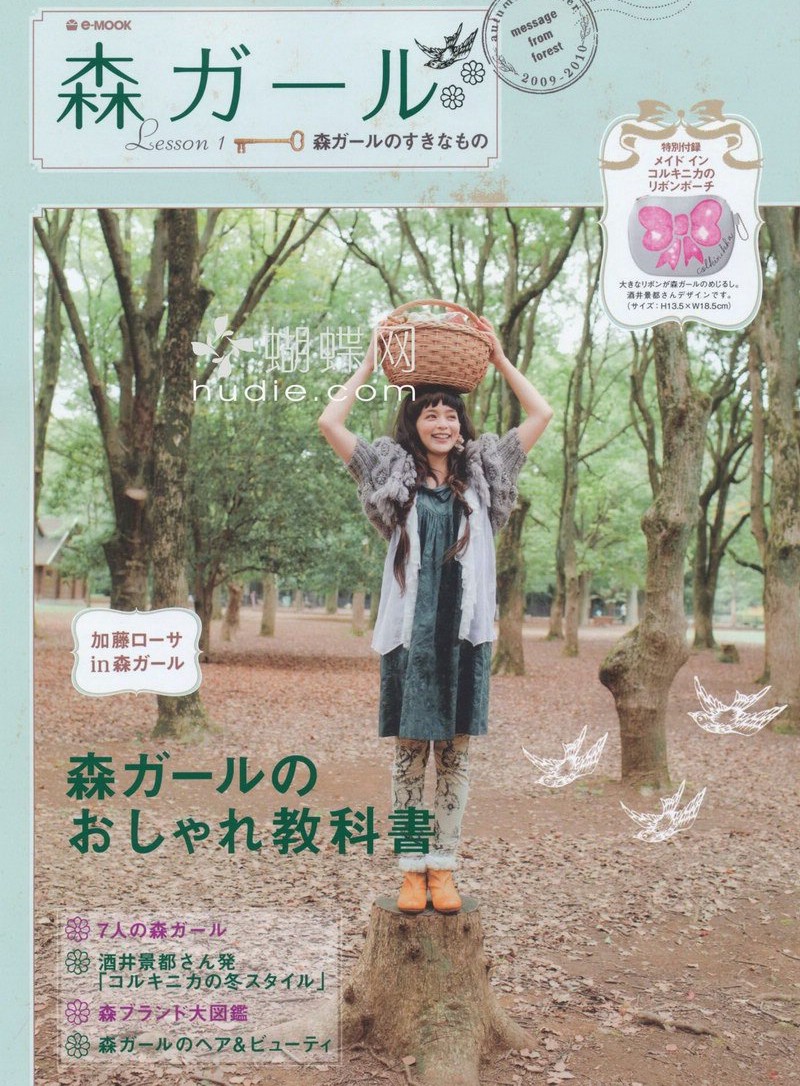 e-MOOK
森ガール
Lesson 1
森ガールのすきなもの
message
from
forest
2009-2010
特別付録
メイド イン
コルキニカの
リボンポーチ
大きなリボンが森ガールのめじるし。
酒井景都さんデザインです。
(サイズ:H13.5×W18.5cm)
蝴蝶网
hudie.com
加藤ローサ
in森ガール
森ガールの
おしゃれ教科書
7人の森ガール
酒井景都さん発
「コルキニカの冬スタイル」
森ブランド大図鑑
森ガールのヘア&ビューティ